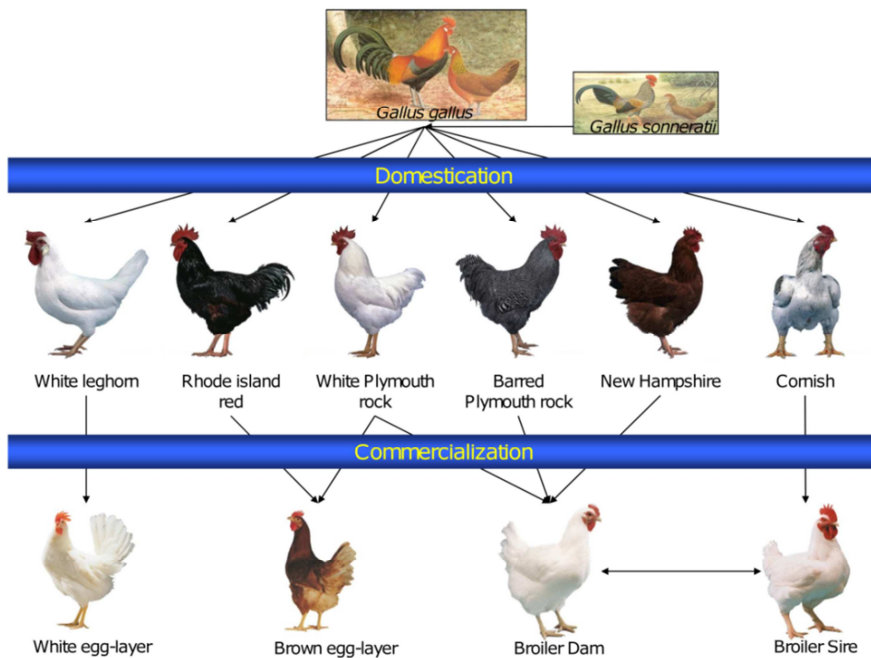 Gallus gallus
Gallus sonneratii
Domestication
White leghorn
Rhode island
red
White Plymouth
rock
Barred
Plymouth rock
New Hampshire
Cornish
Commercialization
White egg-layer
Brown egg-layer
Broiler Dam
Broiler Sire